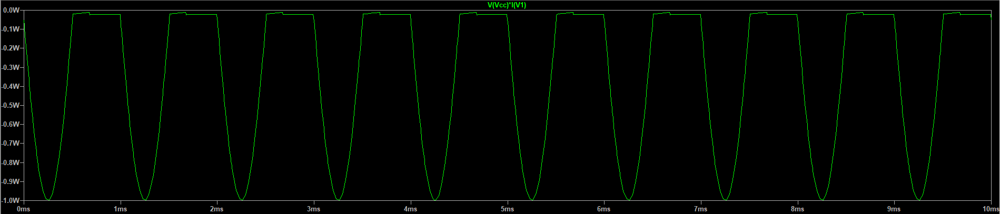 V(Vcc)*I(V1)
0.0W
-0.1W
-0.2W
-0.3W
-0.4W
-0.5W
-0.6W
-0.7W
-0.8W
-0.9W
-1.0W
0ms 1ms 2ms 3ms 4ms 5ms 6ms 7ms 8ms 9ms 10ms